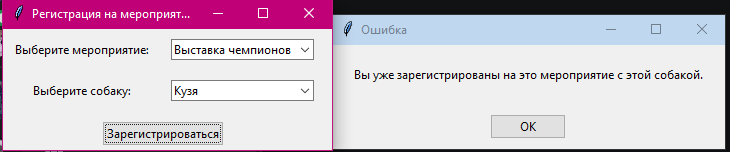 Регистрация на мероприят...
Выберите мероприятие:
Выставка чемпионов
Выберите собаку:
Кузя
Зарегистрироваться
Ошибка
Вы уже зарегистрированы на это мероприятие с этой собакой.
OK